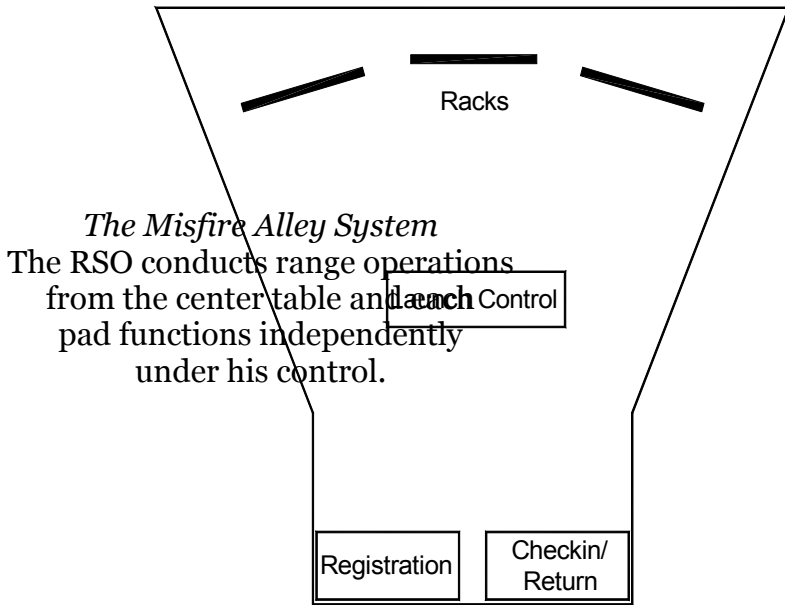 Racks
The Misfire Alley System
The RSO conducts range operations
from the center table and each
pad functions independently
under his control.
Launch Control
Registration
Checkin/
Return